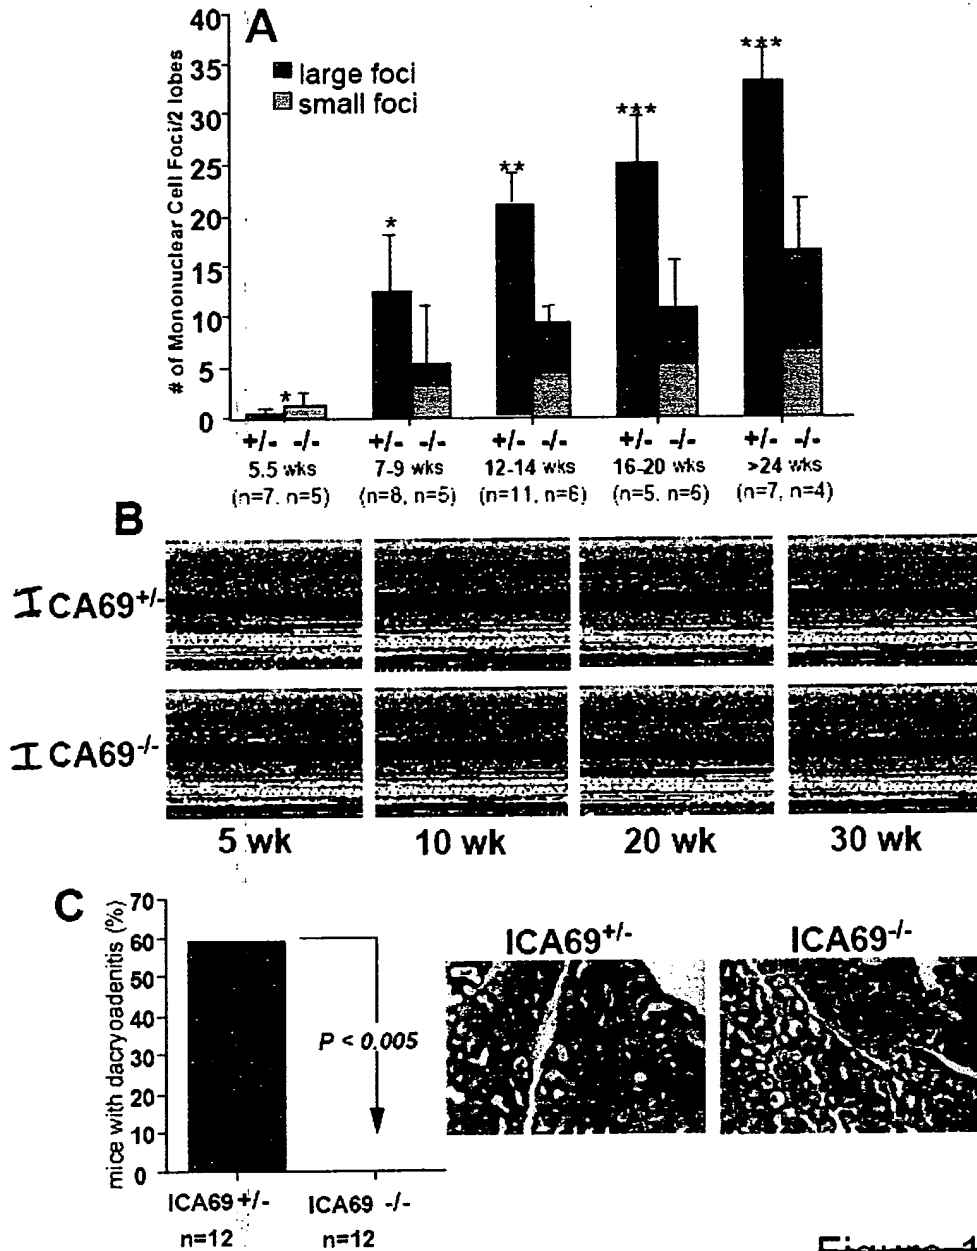 A
# of Mononuclear Cell Foci/2 lobes
40
35
30
25
20
15
10
5
0
large foci
small foci
*
*
**
***
***
+/- -/- +/- -/- +/- -/- +/- -/- +/- -/-
5.5 wks 7-9 wks 12-14 wks 16-20 wks >24 wks
(n=7, n=5) (n=8, n=5) (n=11, n=6) (n=5, n=6) (n=7, n=4)
B
ICA69+/-
ICA69-/-
5 wk 10 wk 20 wk 30 wk
C
mice with dacryoadenitis (%)
70
60
50
40
30
20
10
0
P < 0.005
ICA69 +/- ICA69 -/-
n=12 n=12
ICA69+/- ICA69-/-
Figure 1